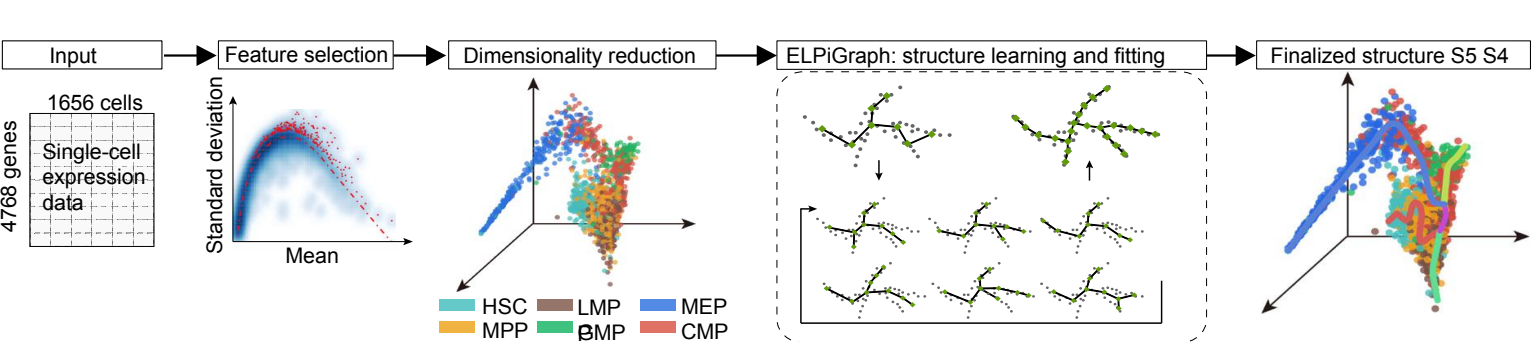 Input
Feature selection
Dimensionality reduction
ELPiGraph: structure learning and fitting
Finalized structure S5 S4
1656 cells
4768 genes
Single-cell
expression
data
Standard deviation
Mean
HSC
LMP
P
MEP
MPP
GMP
CMP